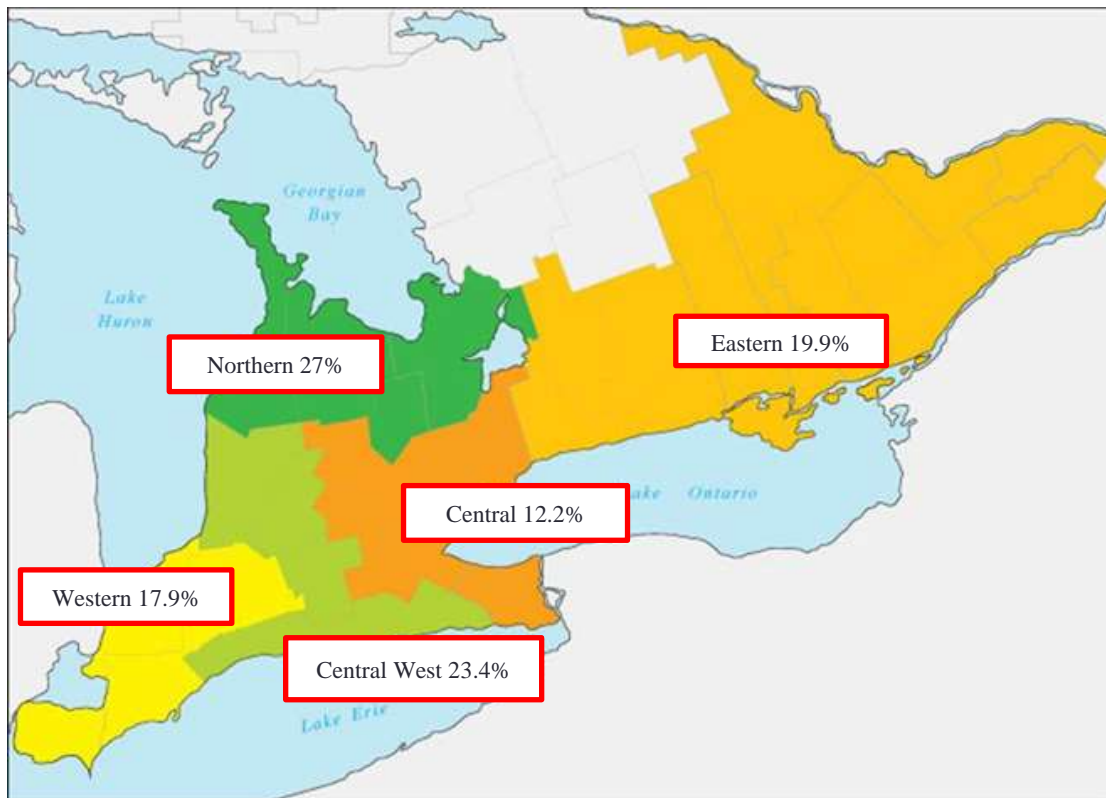 Georgian
Bay
Lake
Huron
Northern 27%
Eastern 19.9%
Central 12.2%
Ontario
Western 17.9%
Central West 23.4%
Lake Erie